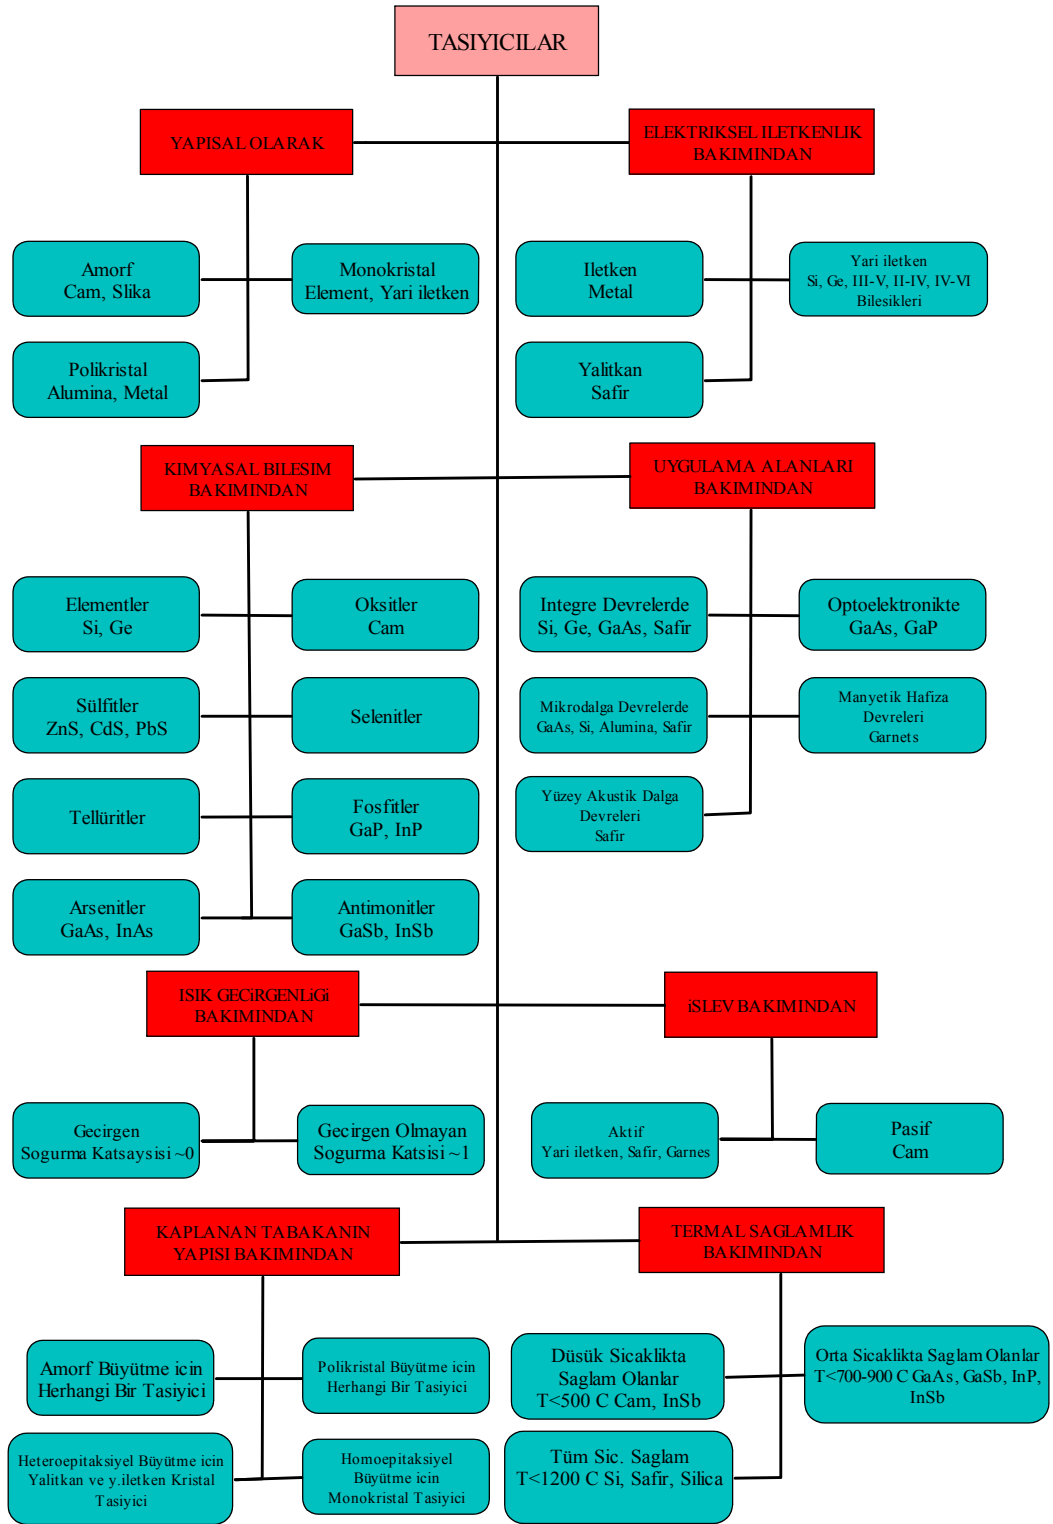 TASIYICILAR
YAPISAL OLARAK
ELEKTRIKSEL ILETKENLIK
BAKIMINDAN
Amorf
Cam, Slika
Monokristal
Element, Yari iletken
Polikristal
Alumina, Metal
Iletken
Metal
Yari iletken
Si, Ge, III-V, II-IV, IV-VI
Bilesikleri
Yalitkan
Safir
KIMYASAL BILESIM
BAKIMINDAN
UYGULAMA ALANLARI
BAKIMINDAN
Elementler
Si, Ge
Oksitler
Cam
Sülfitler
ZnS, CdS, PbS
Selenitler
Tellüritler
Fosfitler
GaP, InP
Arsenitler
GaAs, InAs
Antimonitler
GaSb, InSb
Integre Devrelerde
Si, Ge, GaAs, Safir
Optoelektronikte
GaAs, GaP
Mikrodalga Devrelerde
GaAs, Si, Alumina, Safir
Manyetik Hafiza
Devreleri
Garnets
Yüzey Akustik Dalga
Devreleri
Safir
ISIK GECiRGENLiGi
BAKIMINDAN
iSLEV BAKIMINDAN
Gecirgen
Sogurma Katsaysisi ~0
Gecirgen Olmayan
Sogurma Katsisi ~1
Aktif
Yari iletken, Safir, Garnes
Pasif
Cam
KAPLANAN TABAKANIN
YAPISI BAKIMINDAN
TERMAL SAGLAMLIK
BAKIMINDAN
Amorf Büyütme icin
Herhangi Bir Tasiyici
Polikristal Büyütme icin
Herhangi Bir Tasiyici
Heteroepitaksiyel Büyütme icin
Yalitkan ve y.iletken Kristal
Tasiyici
Homoepitaksiyel
Büyütme icin
Monokristal Tasiyici
Düsük Sicaklikta
Saglam Olanlar
T<500 C Cam, InSb
Orta Sicaklikta Saglam Olanlar
T<700-900 C GaAs, GaSb, InP,
InSb
Tüm Sic. Saglam
T<1200 C Si, Safir, Silica